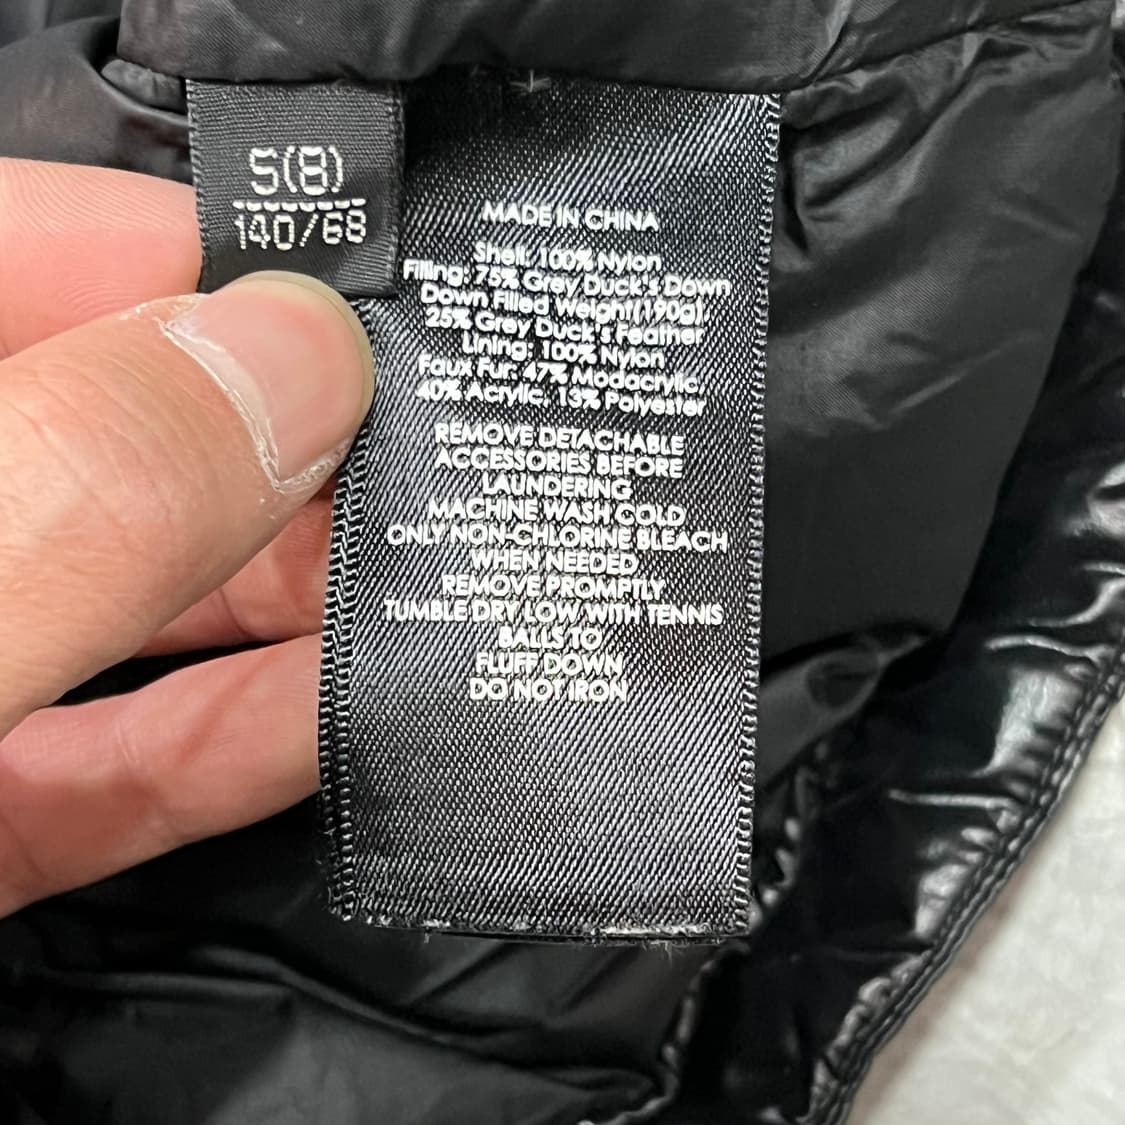 S(8)
140/68
MADE IN CHINA
Shell: 100% Nylon
Filling: 75% Grey Duck's Down
Down Filled Weight(190g),
25% Grey Duck's Feather
Lining: 100% Nylon
Faux Fur: 47% Modacrylic,
40% Acrylic, 13% Polyester
REMOVE DETACHABLE
ACCESSORIES BEFORE
LAUNDERING
MACHINE WASH COLD
ONLY NON-CHLORINE BLEACH
WHEN NEEDED
REMOVE PROMPTLY
TUMBLE DRY LOW WITH TENNIS
BALLS TO
FLUFF DOWN
DO NOT IRON